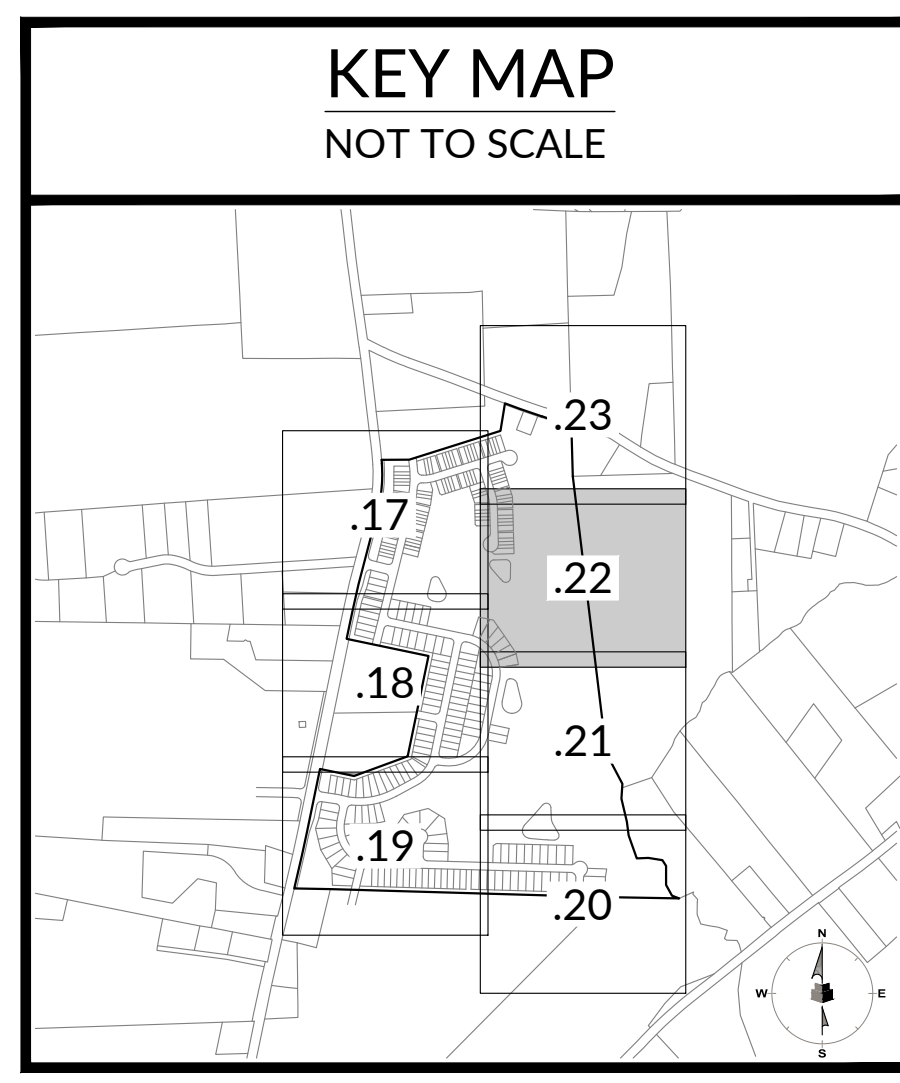 KEY MAP
NOT TO SCALE
.23
.17
.22
.18
.21
.19
.20
N
W E
S